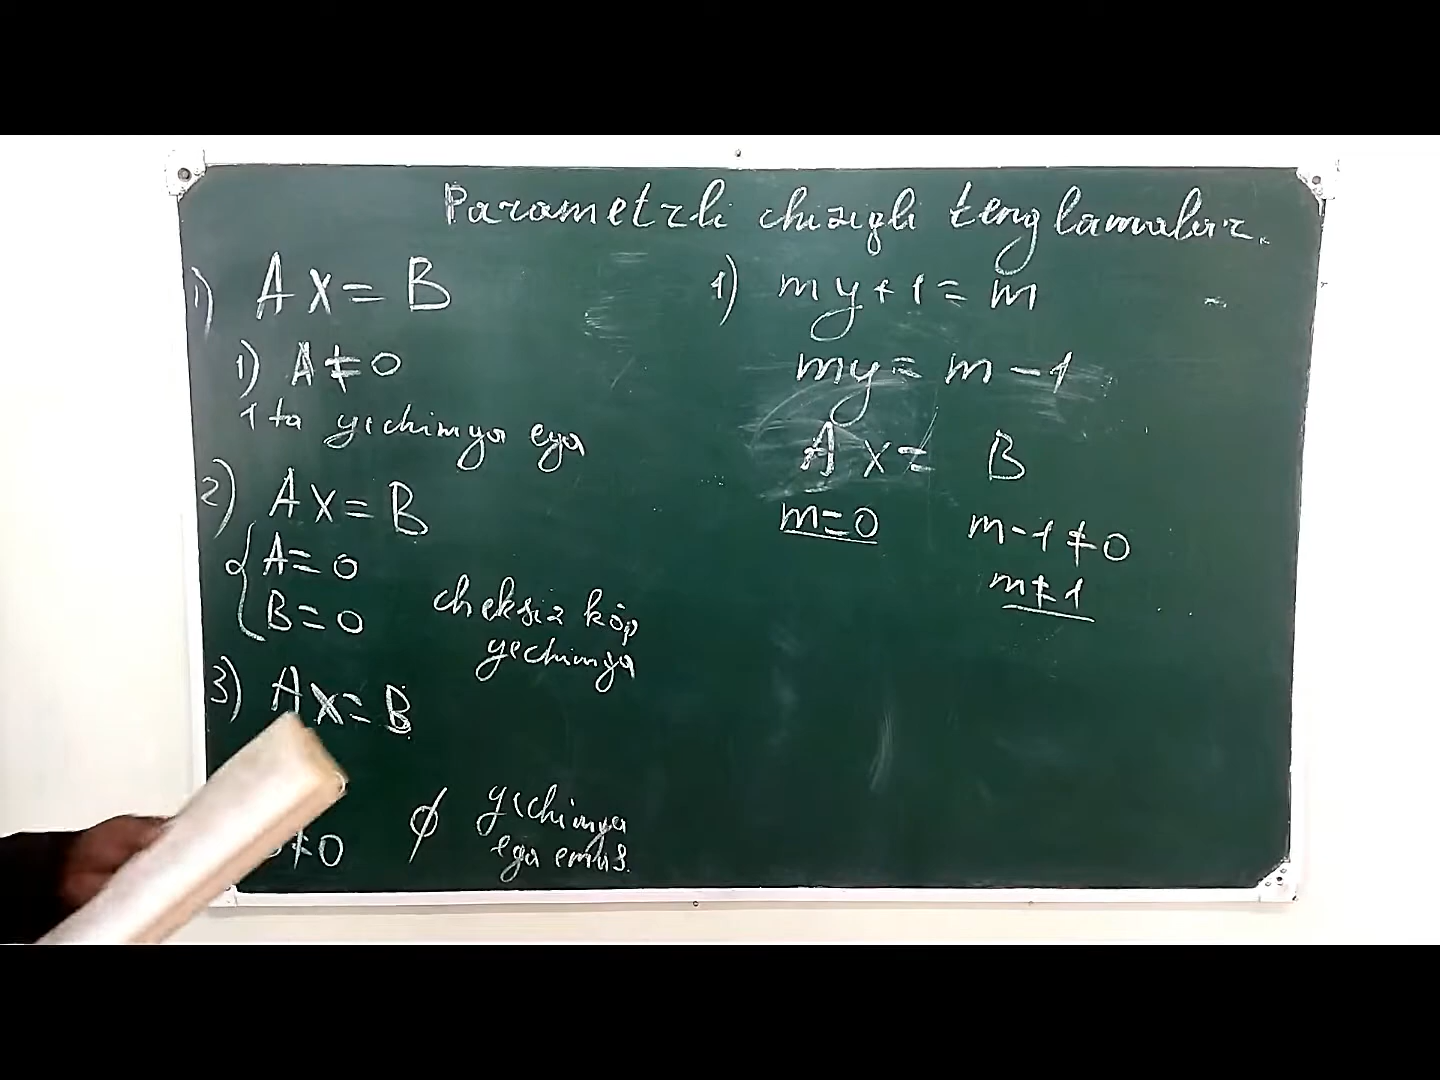 Parametrli chiziqli tenglamalar.
1) Ax = B
1) A ≠ 0
1 ta yechimga ega
2) Ax = B
{ A = 0
B = 0
cheksiz ko'p
yechimga
3) Ax = B
≠ 0
∅ yechimga
ega emas.
1) my + 1 = m
my = m - 1
Ax = B
m = 0
m - 1 ≠ 0
m ≠ 1